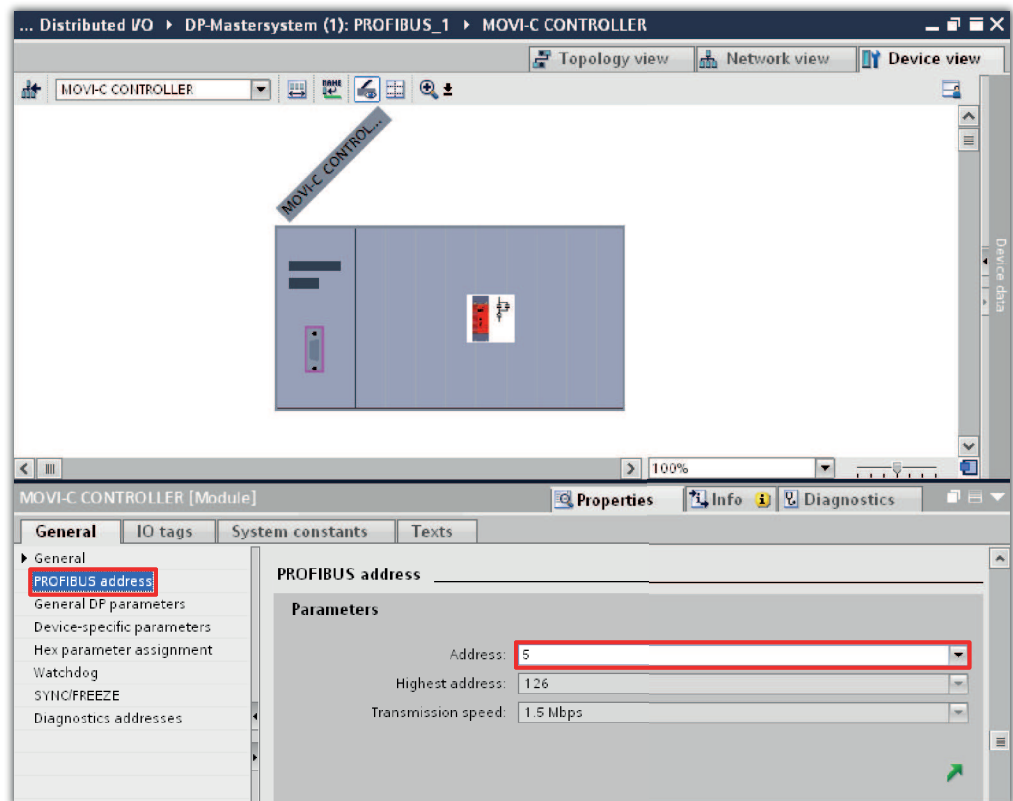 ... Distributed I/O ▸ DP-Mastersystem (1): PROFIBUS_1 ▸ MOVI-C CONTROLLER
Topology view Network view Device view
MOVI-C CONTROLLER
MOVI-C CONTROL...
Device data
100%
MOVI-C CONTROLLER [Module]
Properties Info Diagnostics
General IO tags System constants Texts
General
PROFIBUS address
General DP parameters
Device-specific parameters
Hex parameter assignment
Watchdog
SYNC/FREEZE
Diagnostics addresses
PROFIBUS address
Parameters
Address: 5
Highest address: 126
Transmission speed: 1.5 Mbps